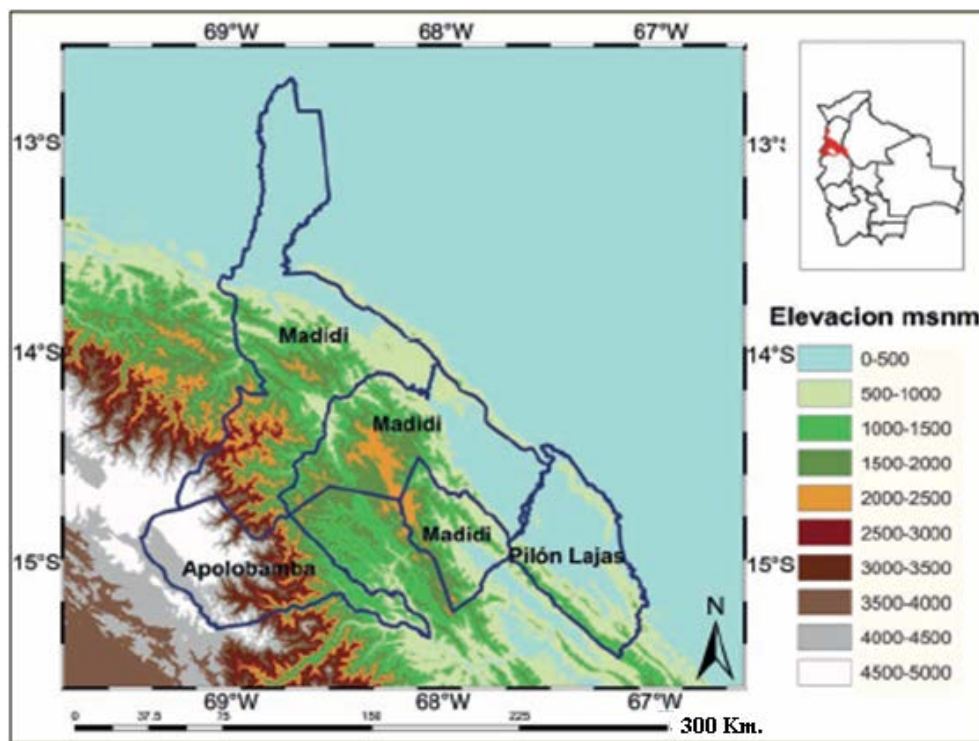 69°W 68°W 67°W
13°S 13°S
Elevacion msnm
Madidi
14°S 14°S
0-500
500-1000
Madidi
1000-1500
1500-2000
2000-2500
Madidi
2500-3000
15°S Apolobamba Pilón Lajas 15°S
3000-3500
N
3500-4000
4000-4500
4500-5000
69°W 68°W 67°W
0 37.5 75 150 225 300 Km.